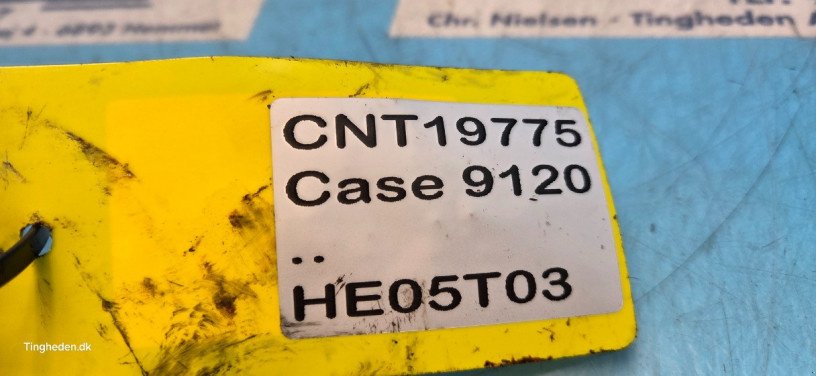 Chr. Nielsen - Tingheden
CNT19775
Case 9120
..
HE05T03
Tingheden.dk